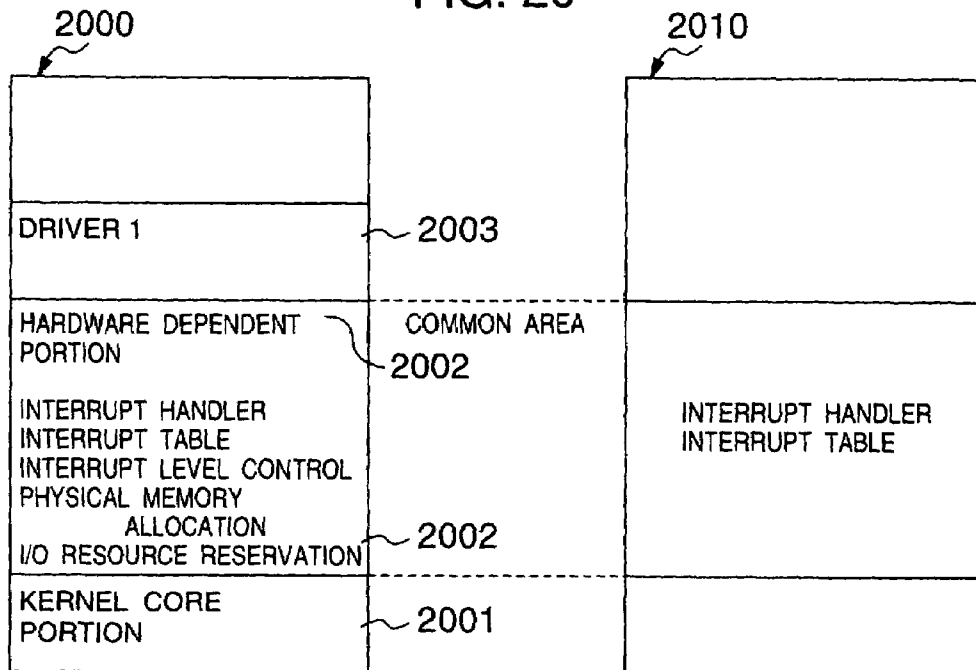 2000
2010
DRIVER 1
2003
HARDWARE DEPENDENT
PORTION
COMMON AREA
2002
INTERRUPT HANDLER
INTERRUPT TABLE
INTERRUPT LEVEL CONTROL
PHYSICAL MEMORY
ALLOCATION
I/O RESOURCE RESERVATION
2002
INTERRUPT HANDLER
INTERRUPT TABLE
KERNEL CORE
PORTION
2001